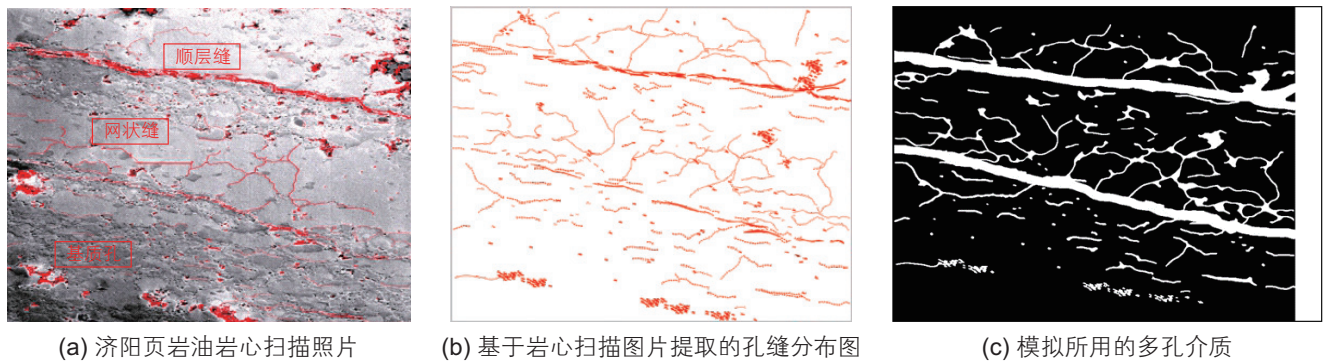 顺层缝
网状缝
基质孔
(a) 济阳页岩油岩心扫描照片
(b) 基于岩心扫描图片提取的孔缝分布图
(c) 模拟所用的多孔介质